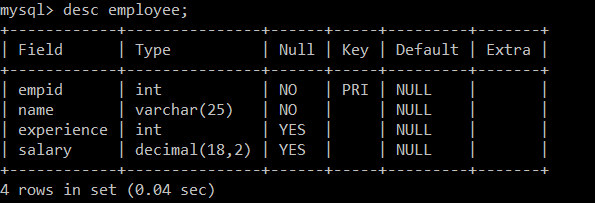 mysql> desc employee;
+------------+---------------+------+-----+---------+-------+
| Field      | Type          | Null | Key | Default | Extra |
+------------+---------------+------+-----+---------+-------+
| empid      | int           | NO   | PRI | NULL    |       |
| name       | varchar(25)   | NO   |     | NULL    |       |
| experience | int           | YES  |     | NULL    |       |
| salary     | decimal(18,2) | YES  |     | NULL    |       |
+------------+---------------+------+-----+---------+-------+
4 rows in set (0.04 sec)